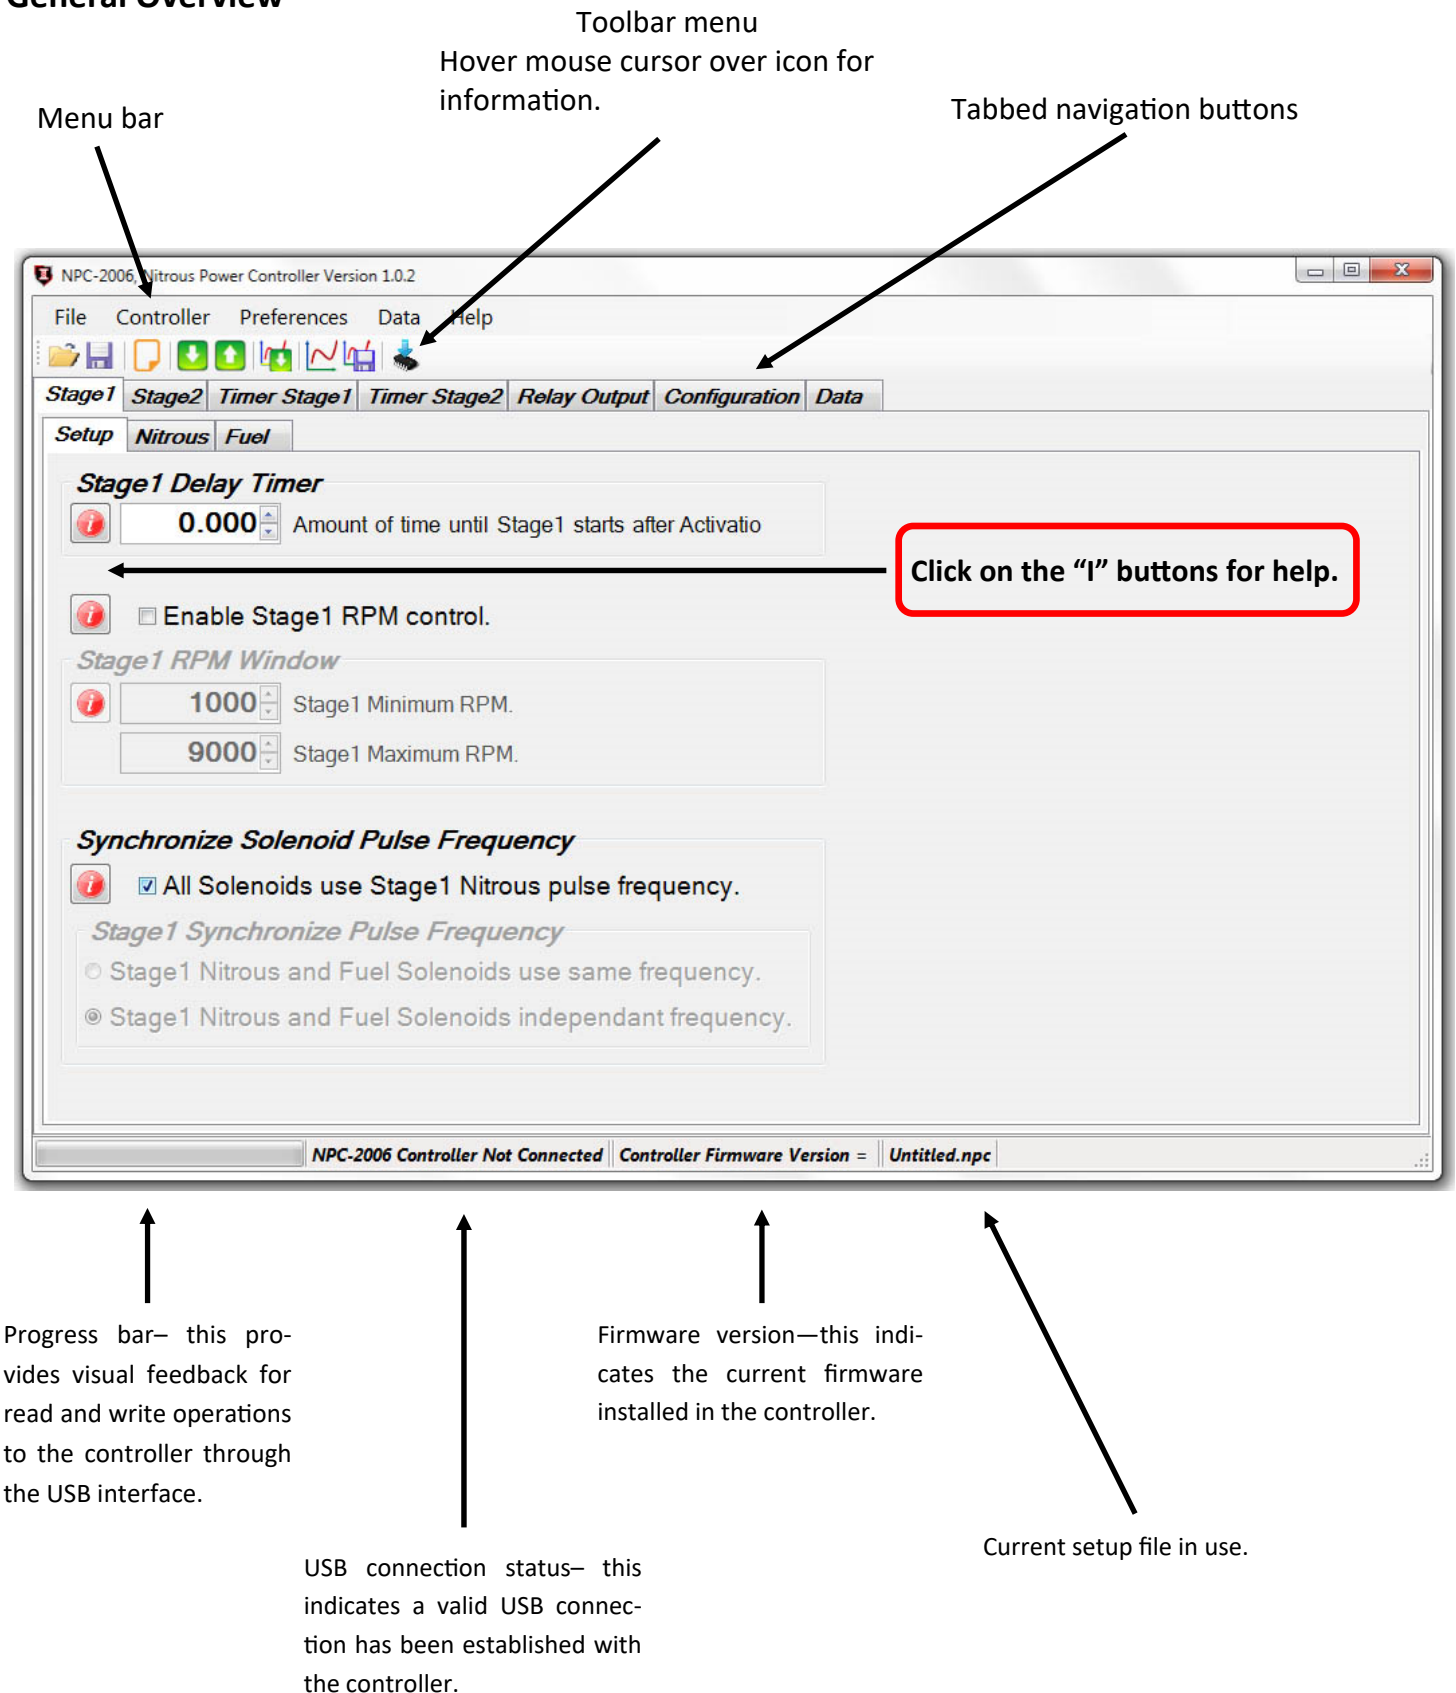 General Overview
Toolbar menu
Hover mouse cursor over icon for
information.
Menu bar
Tabbed navigation buttons
NPC-2006, Nitrous Power Controller Version 1.0.2
File Controller Preferences Data Help
Stage1 Stage2 Timer Stage1 Timer Stage2 Relay Output Configuration Data
Setup Nitrous Fuel
Stage1 Delay Timer
0.000 Amount of time until Stage1 starts after Activatio
Click on the “I” buttons for help.
Enable Stage1 RPM control.
Stage1 RPM Window
1000 Stage1 Minimum RPM.
9000 Stage1 Maximum RPM.
Synchronize Solenoid Pulse Frequency
All Solenoids use Stage1 Nitrous pulse frequency.
Stage1 Synchronize Pulse Frequency
Stage1 Nitrous and Fuel Solenoids use same frequency.
Stage1 Nitrous and Fuel Solenoids independant frequency.
NPC-2006 Controller Not Connected Controller Firmware Version = Untitled.npc
Progress bar– this pro-
vides visual feedback for
read and write operations
to the controller through
the USB interface.
Firmware version—this indi-
cates the current firmware
installed in the controller.
USB connection status– this
indicates a valid USB connec-
tion has been established with
the controller.
Current setup file in use.